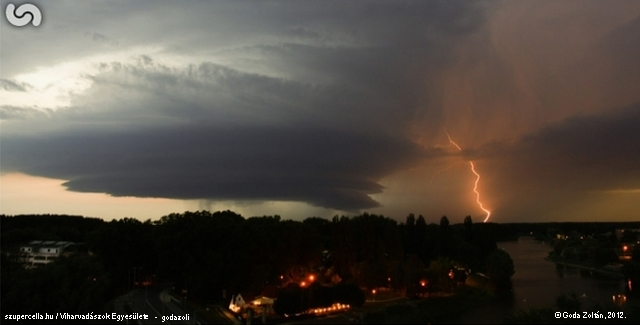 szupercella.hu / Viharvadászok Egyesülete - godazoli
© Goda Zoltán, 2012.